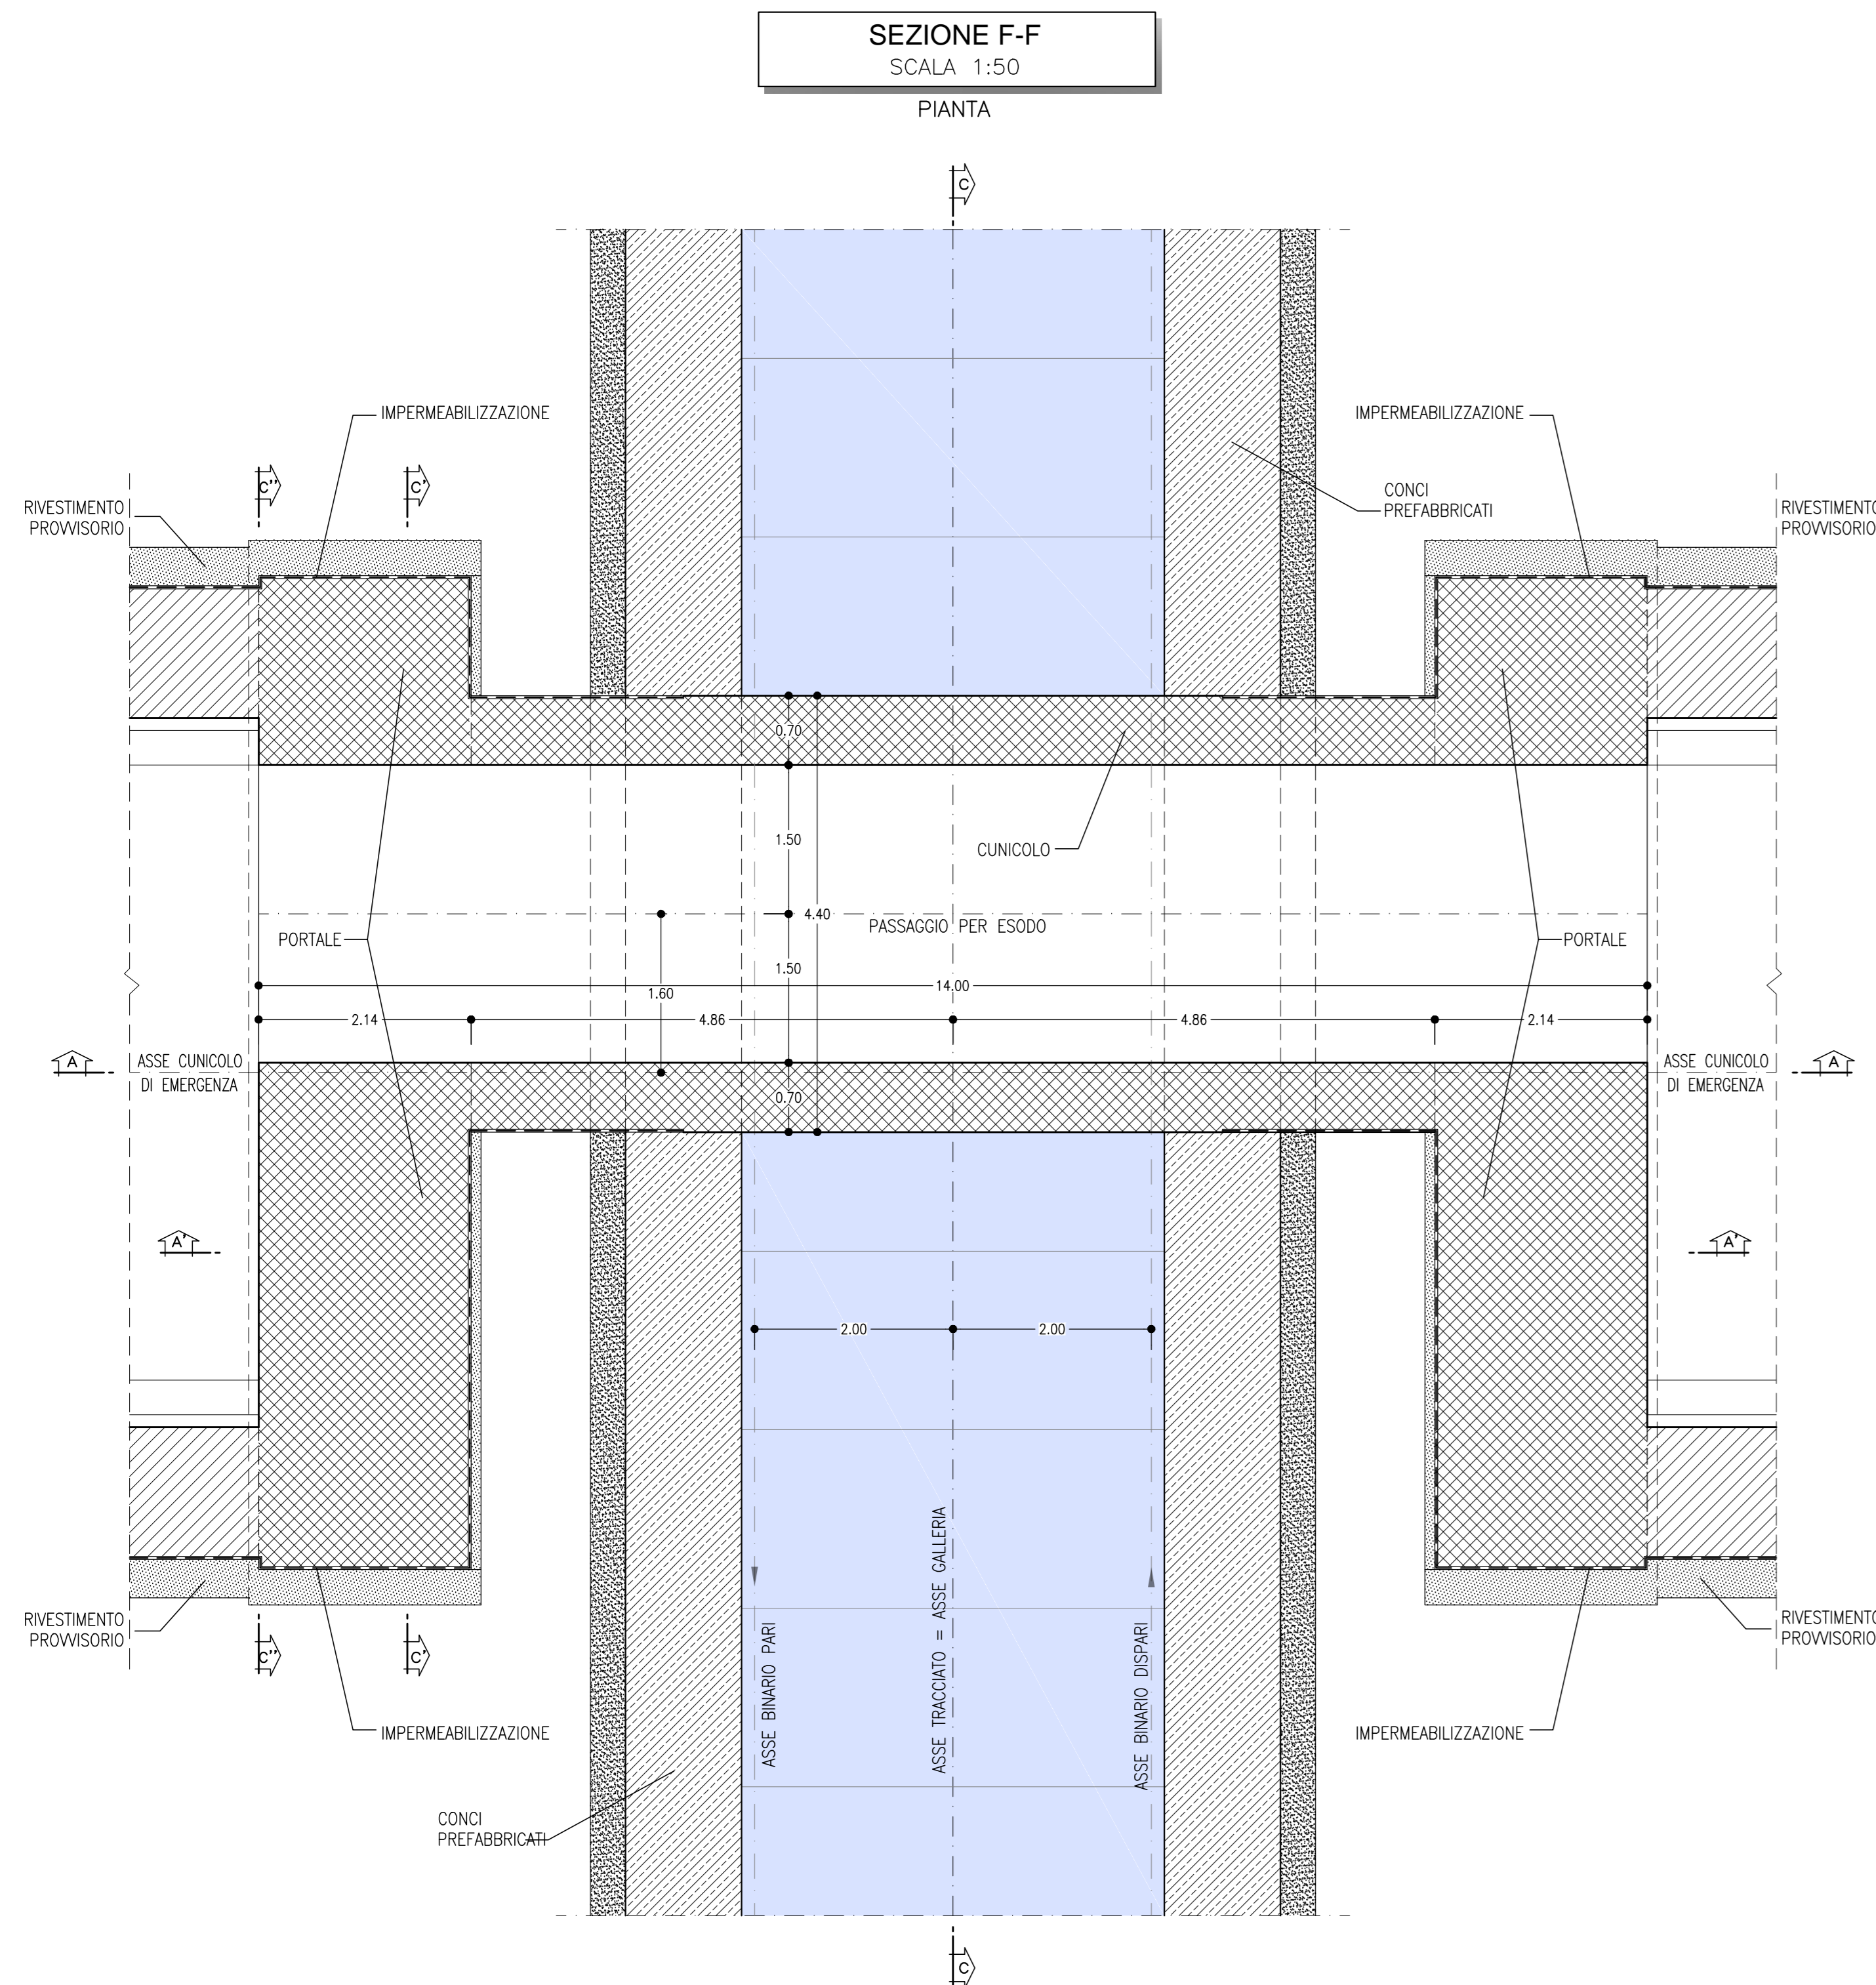 SEZIONE F-F
SCALA 1:50
PIANTA
C
IMPERMEABILIZZAZIONE
IMPERMEABILIZZAZIONE
C''
C'
CONCI
PREFABBRICATI
RIVESTIMENTO
PROVVISORIO
RIVESTIMENTO
PROVVISORIO
0.70
1.50
CUNICOLO
4.40
PASSAGGIO PER ESODO
PORTALE
PORTALE
1.50
1.60
14.00
2.14
4.86
4.86
2.14
A
ASSE CUNICOLO
DI EMERGENZA
ASSE CUNICOLO
DI EMERGENZA
A
0.70
A'
A'
2.00
2.00
ASSE BINARIO PARI
ASSE TRACCIATO = ASSE GALLERIA
ASSE BINARIO DISPARI
RIVESTIMENTO
PROVVISORIO
RIVESTIMENTO
PROVVISORIO
C''
C'
IMPERMEABILIZZAZIONE
IMPERMEABILIZZAZIONE
CONCI
PREFABBRICATI
C